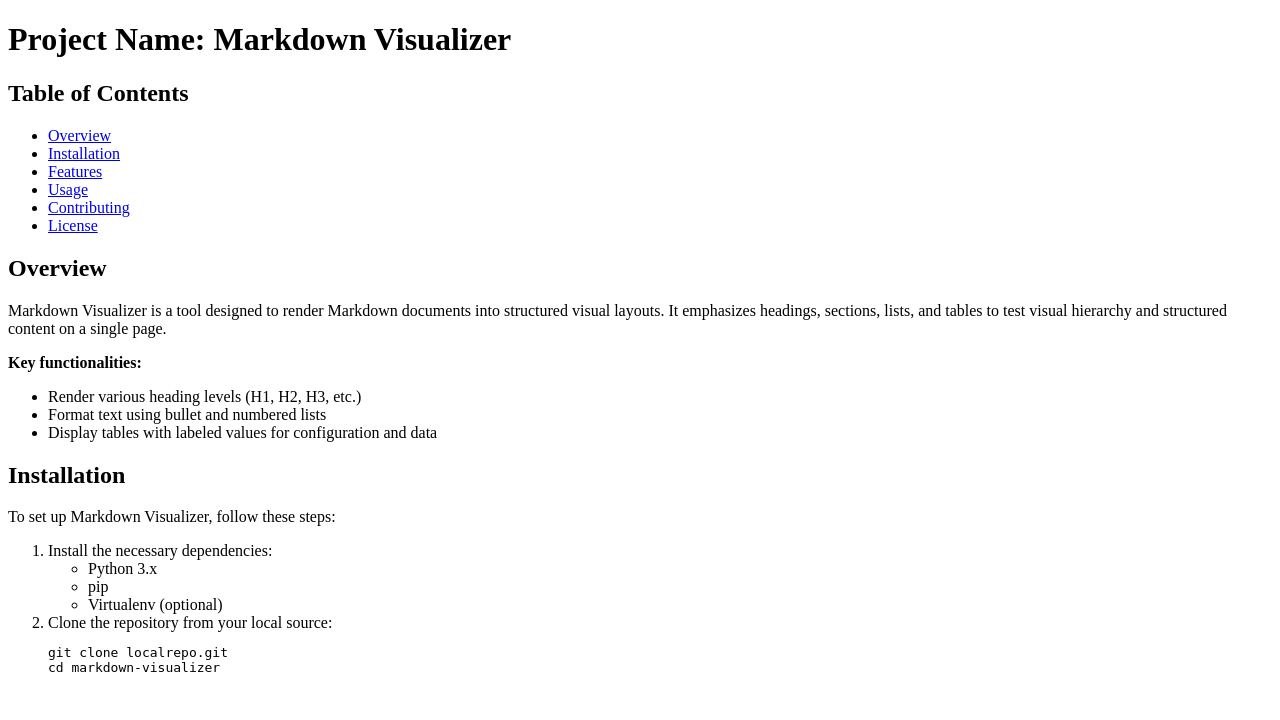 Project Name: Markdown Visualizer
Table of Contents
Overview
Installation
Features
Usage
Contributing
License
Overview
Markdown Visualizer is a tool designed to render Markdown documents into structured visual layouts. It emphasizes headings, sections, lists, and tables to test visual hierarchy and structured
content on a single page.
Key functionalities:
Render various heading levels (H1, H2, H3, etc.)
Format text using bullet and numbered lists
Display tables with labeled values for configuration and data
Installation
To set up Markdown Visualizer, follow these steps:
1. Install the necessary dependencies:
Python 3.x
pip
Virtualenv (optional)
2. Clone the repository from your local source:
git clone localrepo.git
cd markdown-visualizer